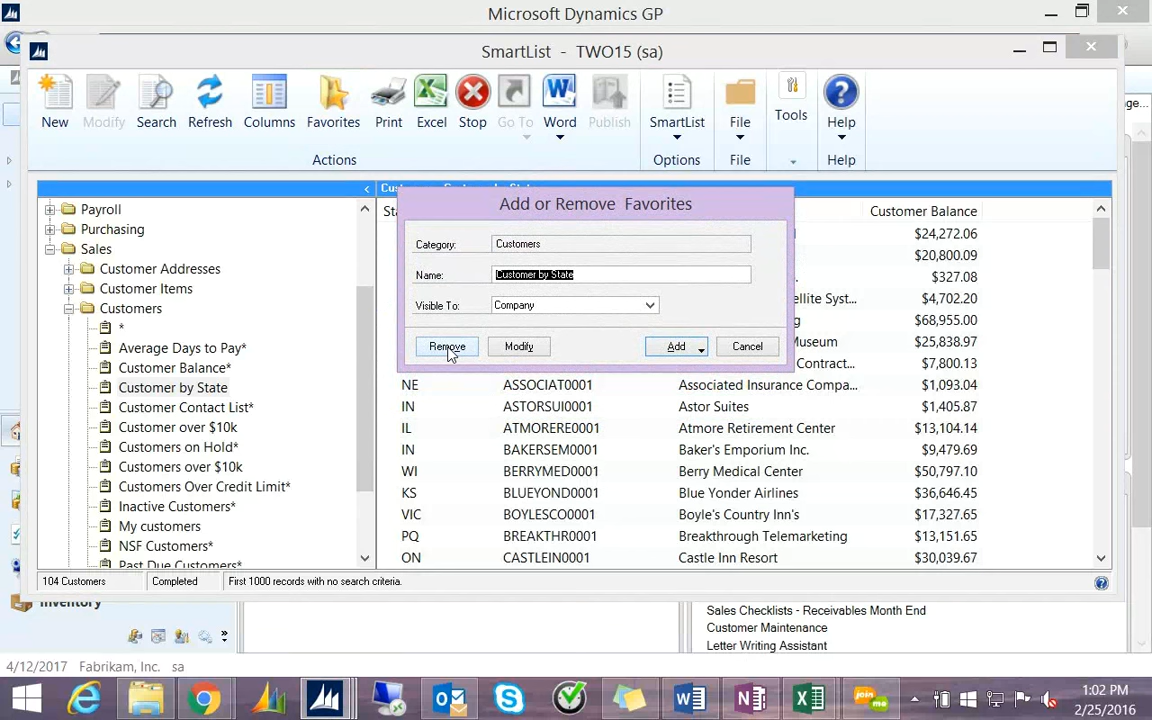 Microsoft Dynamics GP
SmartList - TWO15 (sa)
New
Modify
Search
Refresh
Columns
Favorites
Print
Excel
Stop
Go To
Word
Publish
SmartList
File
Tools
Help
Actions
Options
File
Help
Payroll
Purchasing
Sales
Customer Addresses
Customer Items
Customers
*
Average Days to Pay*
Customer Balance*
Customer by State
Customer Contact List*
Customer over $10k
Customers on Hold*
Customers over $10k
Customers Over Credit Limit*
Inactive Customers*
My customers
NSF Customers*
Past Due Customers*
Customer Balance
$24,272.06
$20,800.09
$327.08
ellite Syst... $4,702.20
$68,955.00
Museum $25,838.97
Contract... $7,800.13
NE ASSOCIAT0001 Associated Insurance Compa... $1,093.04
IN ASTORSUI0001 Astor Suites $1,405.87
IL ATMORERE0001 Atmore Retirement Center $13,104.14
IN BAKERSEM0001 Baker's Emporium Inc. $9,479.69
WI BERRYMED0001 Berry Medical Center $50,797.10
KS BLUEYOND0001 Blue Yonder Airlines $36,646.45
VIC BOYLESCO0001 Boyle's Country Inn's $17,327.65
PQ BREAKTHR0001 Breakthrough Telemarketing $13,151.65
ON CASTLEIN0001 Castle Inn Resort $30,039.67
Add or Remove Favorites
Category: Customers
Name: Customer by State
Visible To: Company
Remove
Modify
Add
Cancel
104 Customers
Completed
First 1000 records with no search criteria.
Inventory
Sales Checklists - Receivables Month End
Customer Maintenance
Letter Writing Assistant
4/12/2017 Fabrikam, Inc. sa
join.me
1:02 PM
2/25/2016